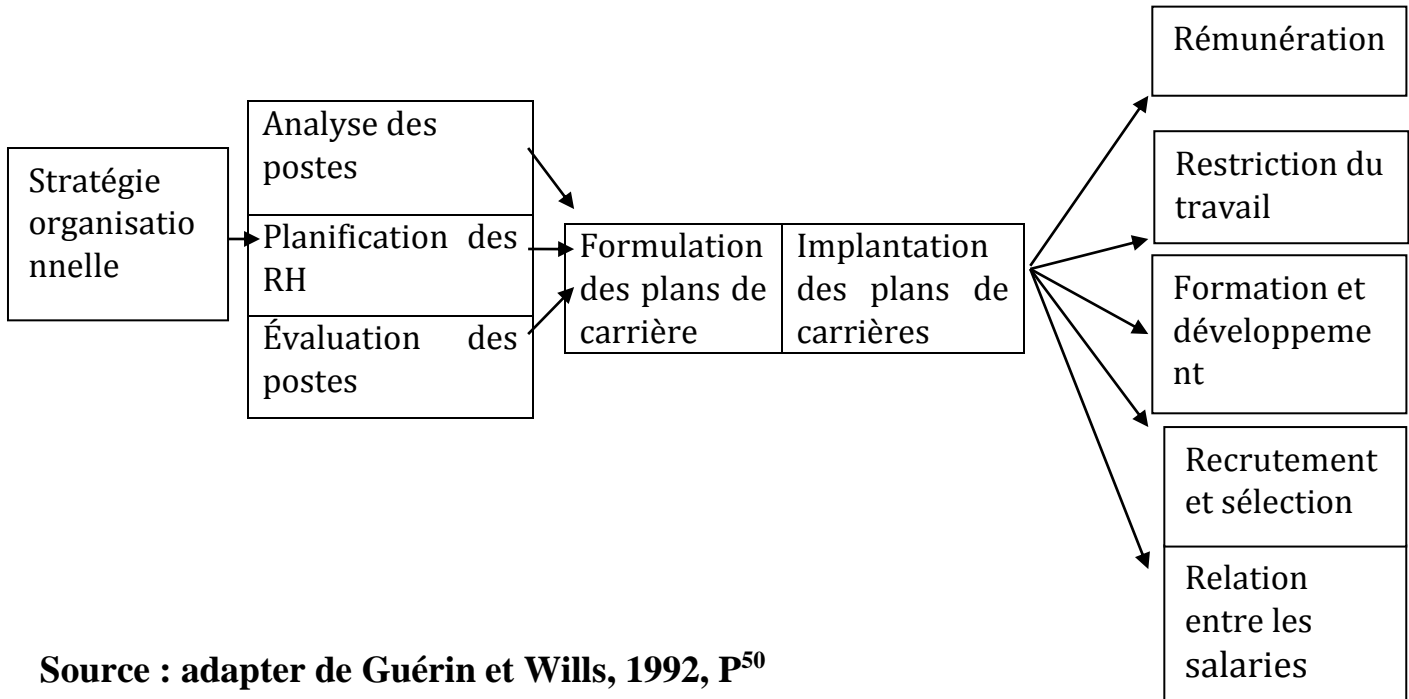 Stratégie
organisatio
nnelle
Analyse des
postes
Planification des
RH
Évaluation des
postes
Formulation
des plans de
carrière
Implantation
des plans de
carrières
Rémunération
Restriction du
travail
Formation et
développeme
nt
Recrutement
et sélection
Relation
entre les
salaries
Source : adapter de Guérin et Wills, 1992, P50